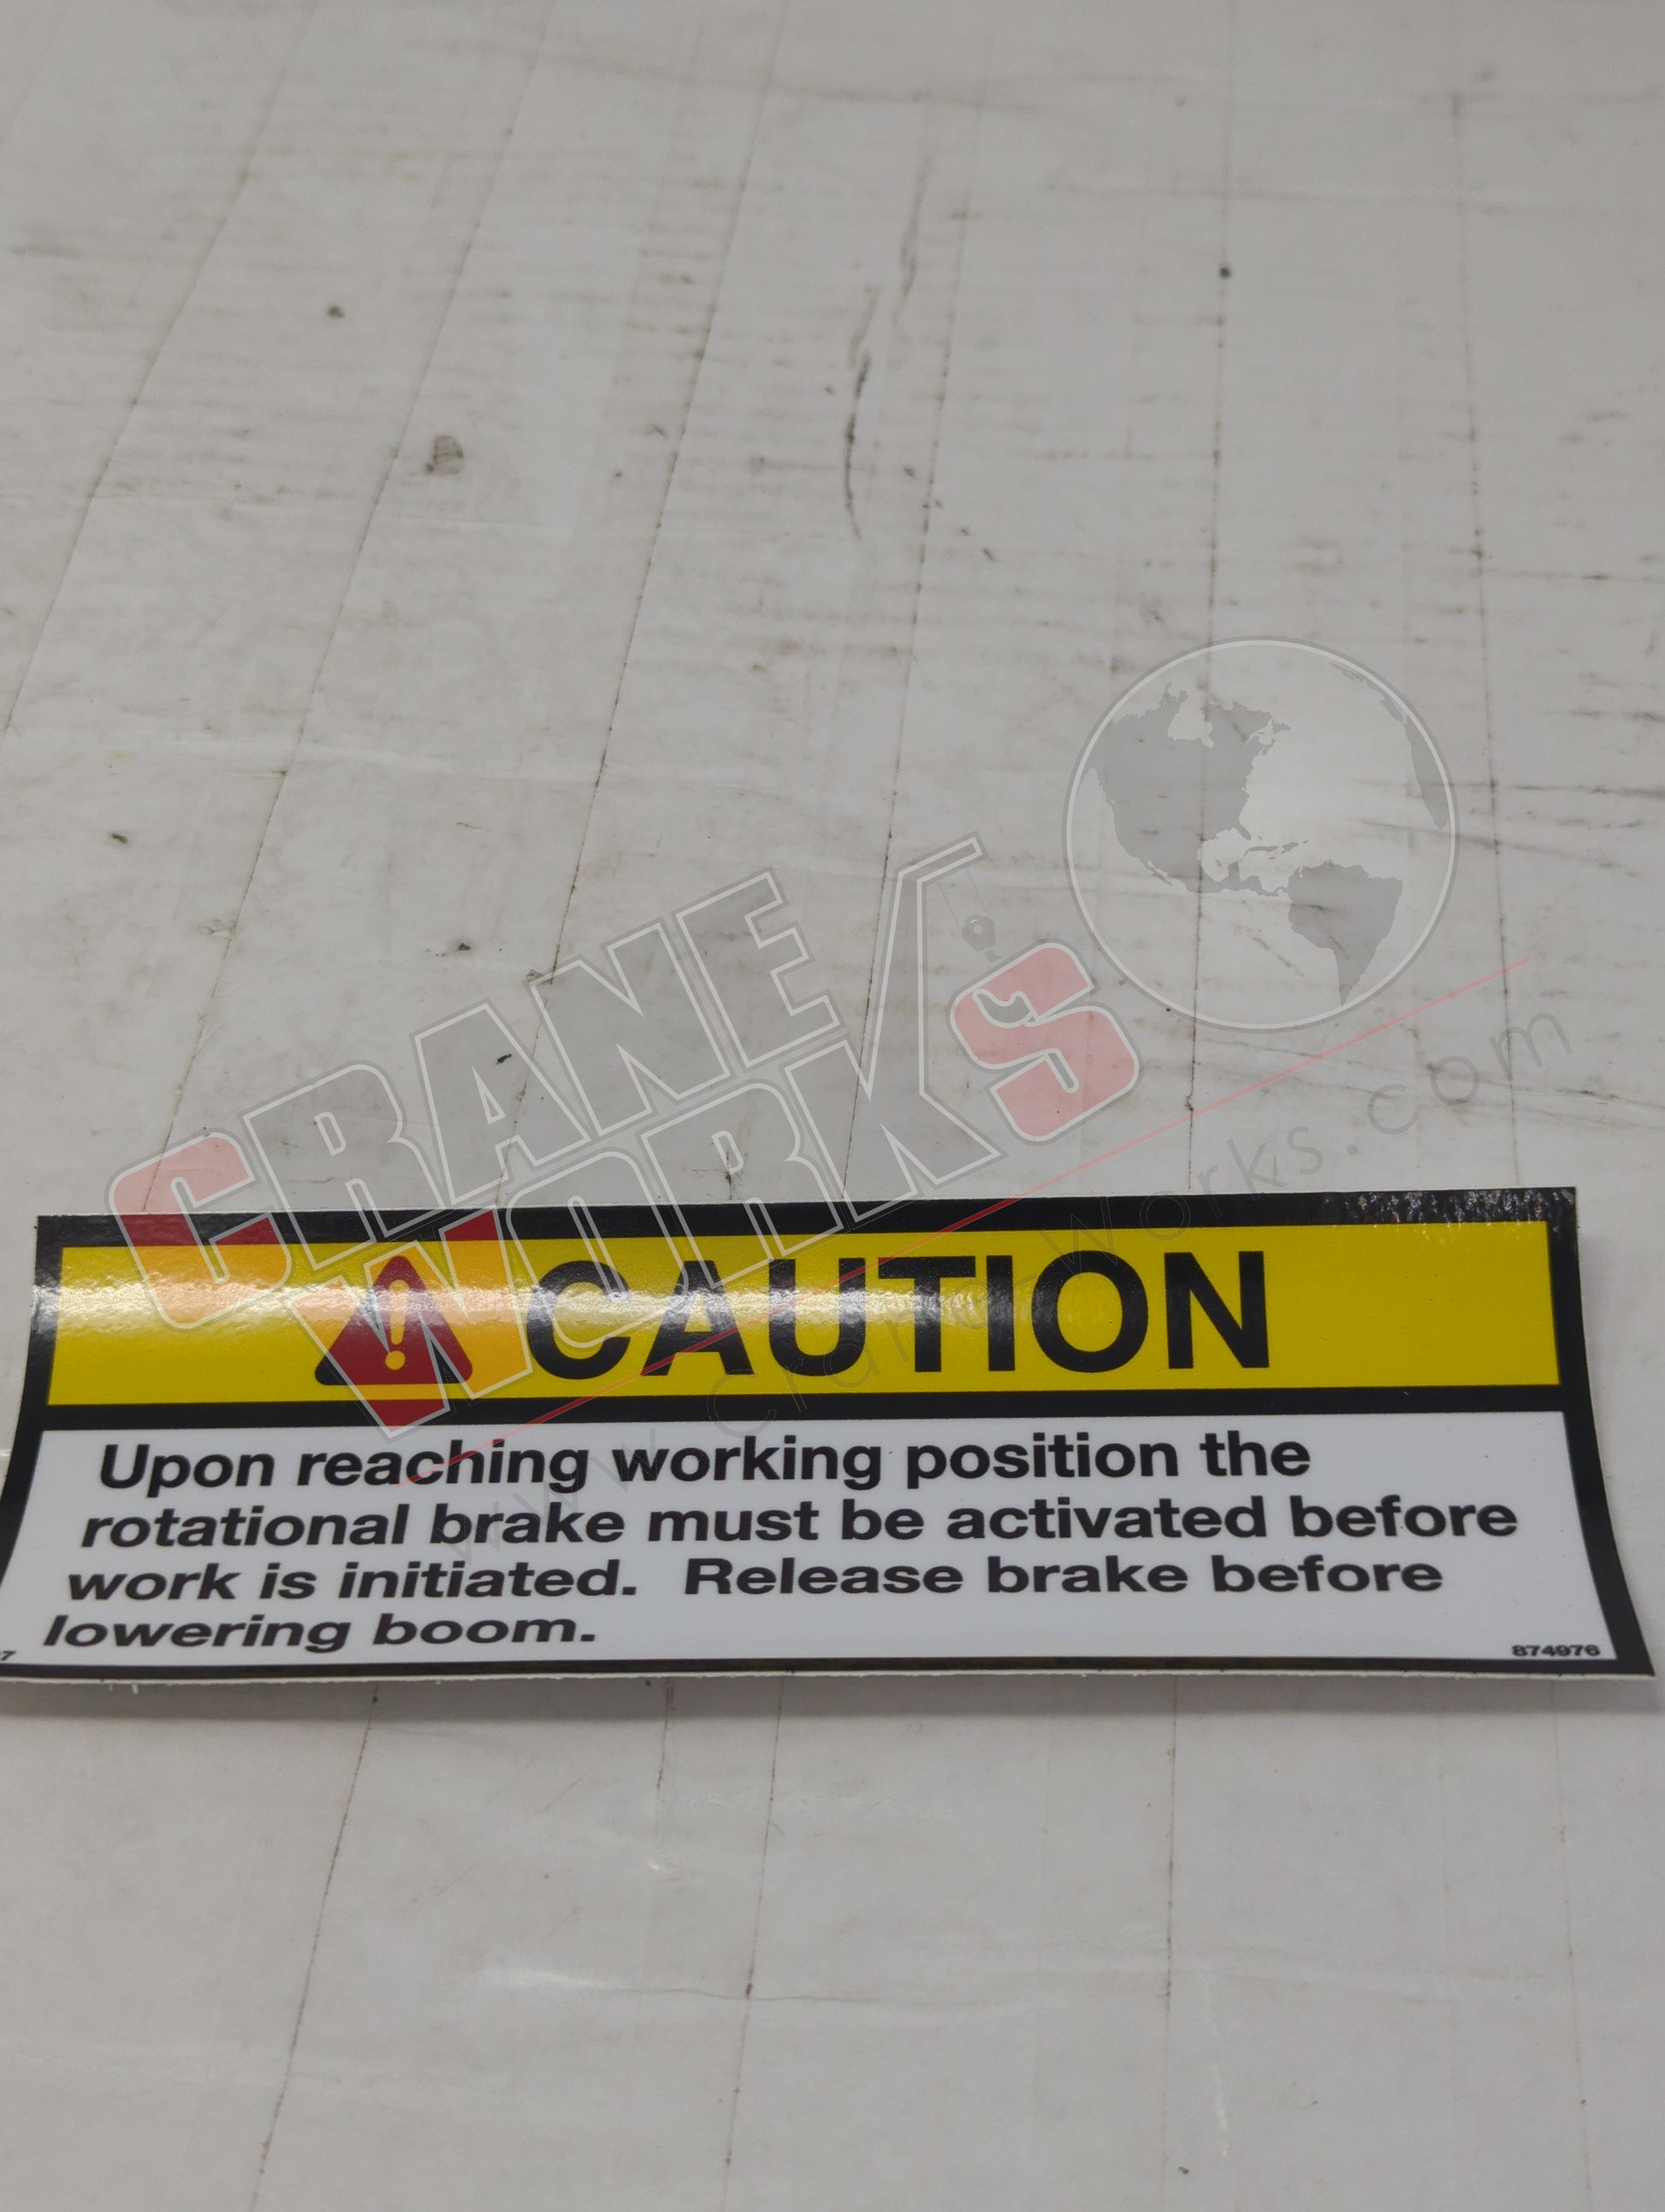 CRANE
WORKS
www.CraneWorks.com
CAUTION
Upon reaching working position the
rotational brake must be activated before
work is initiated. Release brake before
lowering boom.
7
874976